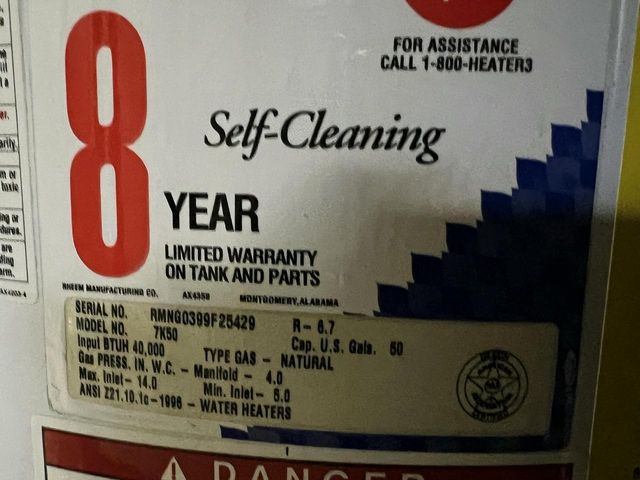 FOR ASSISTANCE
CALL 1-800-HEATER3
8
Self-Cleaning
YEAR
LIMITED WARRANTY
ON TANK AND PARTS
RHEEM MANUFACTURING CO. AX4358 MONTGOMERY, ALABAMA
SERIAL NO. RMNG0399F25429 R- 6.7
MODEL NO. 7K50 Cap. U.S. Gals. 50
Input BTUH 40,000 TYPE GAS - NATURAL
Gas PRESS. IN. W.C. - Manifold - 4.0
Max. Inlet- 14.0 Min. Inlet- 5.0
ANSI Z21.10.1c-1996 - WATER HEATERS
DANGER